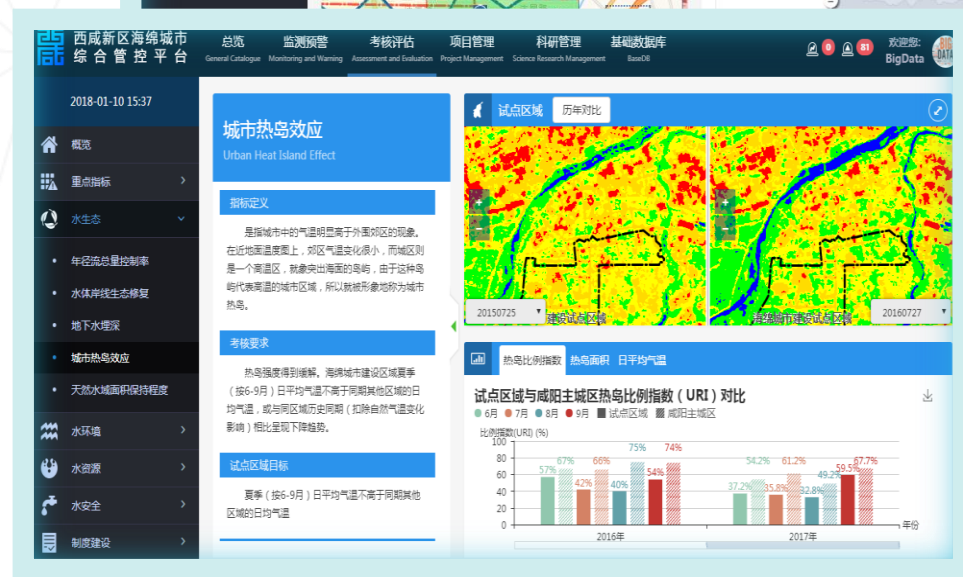 西咸新区海绵城市
综合管控平台
总览
General Catalogue
监测预警
Monitoring and Warning
考核评估
Assessment and Evaluation
项目管理
Project Management
科研管理
Science Research Management
基础数据库
BaseDB
0
81
欢迎您:
BigData
2018-01-10 15:37
概览
重点指标
水生态
年径流总量控制率
水体岸线生态修复
地下水埋深
城市热岛效应
天然水域面积保持程度
水环境
水资源
水安全
制度建设
城市热岛效应
Urban Heat Island Effect
指标定义
是指城市中的气温明显高于外围郊区的现象。
在近地面温度图上，郊区气温变化很小，而城区则
是一个高温区，就象突出海面的岛屿，由于这种岛
屿代表高温的城市区域，所以就被形象地称为城市
热岛。
考核要求
热岛强度得到缓解。海绵城市建设区域夏季
（按6-9月）日平均气温不高于同期其他区域的日
均气温，或与同区域历史同期（扣除自然气温变化
影响）相比呈现下降趋势。
试点区域目标
夏季（按6-9月）日平均气温不高于同期其他
区域的日均气温
试点区域 历年对比
20150725
建设试点区域
海绵城市建设试点区域
20160727
热岛比例指数 热岛面积 日平均气温
试点区域与咸阳主城区热岛比例指数（URI）对比
6月 7月 8月 9月 试点区域 咸阳主城区
比例指数(URI) (%)
100
80
60
40
20
0
57% 67% 42% 66% 40% 75% 54% 74%
37.2% 54.2% 35.8% 61.2% 32.8% 49.2% 59.5% 67.7%
2016年 2017年
年份